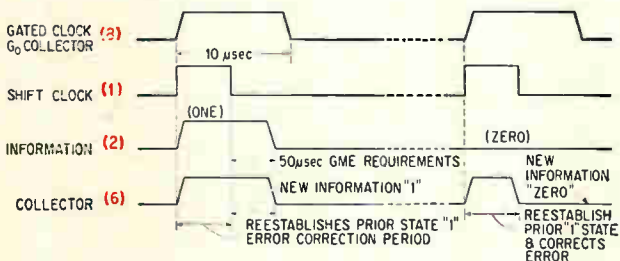 GATED CLOCK
G₀ COLLECTOR (3)
10 μsec
SHIFT CLOCK (1)
(ONE)
INFORMATION (2)
(ZERO)
50μsec GME REQUIREMENTS
NEW
INFORMATION
"ZERO"
COLLECTOR (6)
NEW INFORMATION "1"
REESTABLISHES PRIOR STATE "1"
ERROR CORRECTION PERIOD
REESTABLISH
PRIOR "1" STATE
& CORRECTS
ERROR